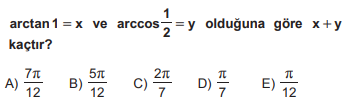 arctan 1 = x ve arccos 1/2 = y olduğuna göre x + y
kaçtır?
A) 7π/12 B) 5π/12 C) 2π/7 D) π/7 E) π/12